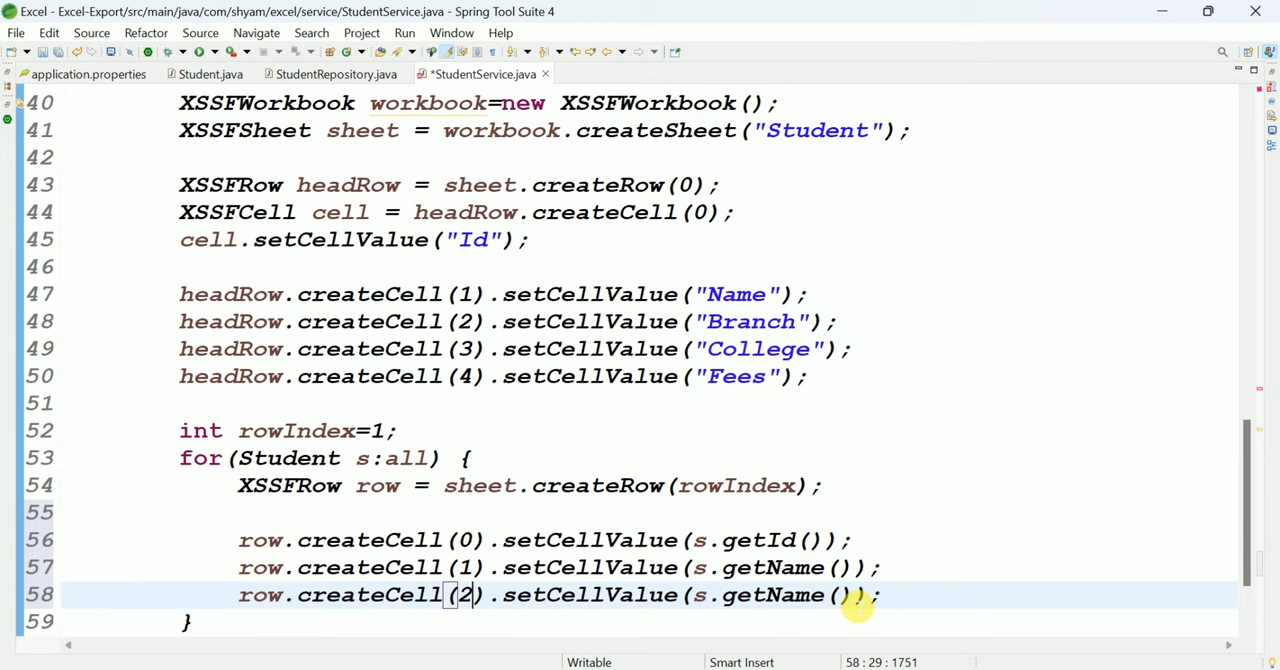 Excel - Excel-Export/src/main/java/com/shyam/excel/service/StudentService.java - Spring Tool Suite 4
File Edit Source Refactor Source Navigate Search Project Run Window Help
application.properties Student.java StudentRepository.java *StudentService.java
40 XSSFWorkbook workbook=new XSSFWorkbook();
41 XSSFSheet sheet = workbook.createSheet("Student");
42
43 XSSFRow headRow = sheet.createRow(0);
44 XSSFCell cell = headRow.createCell(0);
45 cell.setCellValue("Id");
46
47 headRow.createCell(1).setCellValue("Name");
48 headRow.createCell(2).setCellValue("Branch");
49 headRow.createCell(3).setCellValue("College");
50 headRow.createCell(4).setCellValue("Fees");
51
52 int rowIndex=1;
53 for(Student s:all) {
54 XSSFRow row = sheet.createRow(rowIndex);
55
56 row.createCell(0).setCellValue(s.getId());
57 row.createCell(1).setCellValue(s.getName());
58 row.createCell(2).setCellValue(s.getName());
59 }
Writable Smart Insert 58 : 29 : 1751